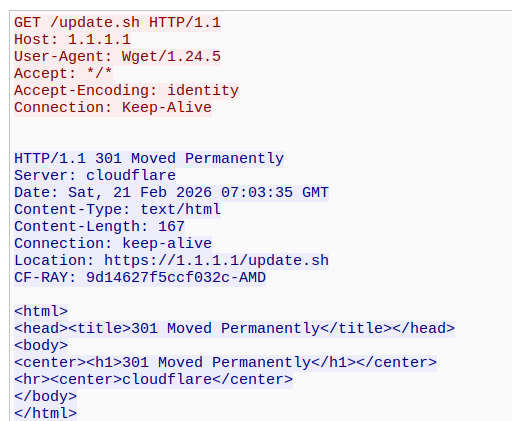 GET /update.sh HTTP/1.1
Host: 1.1.1.1
User-Agent: Wget/1.24.5
Accept: */*
Accept-Encoding: identity
Connection: Keep-Alive
HTTP/1.1 301 Moved Permanently
Server: cloudflare
Date: Sat, 21 Feb 2026 07:03:35 GMT
Content-Type: text/html
Content-Length: 167
Connection: keep-alive
Location: https://1.1.1.1/update.sh
CF-RAY: 9d14627f5ccf032c-AMD
<html>
<head><title>301 Moved Permanently</title></head>
<body>
<center><h1>301 Moved Permanently</h1></center>
<hr><center>cloudflare</center>
</body>
</html>